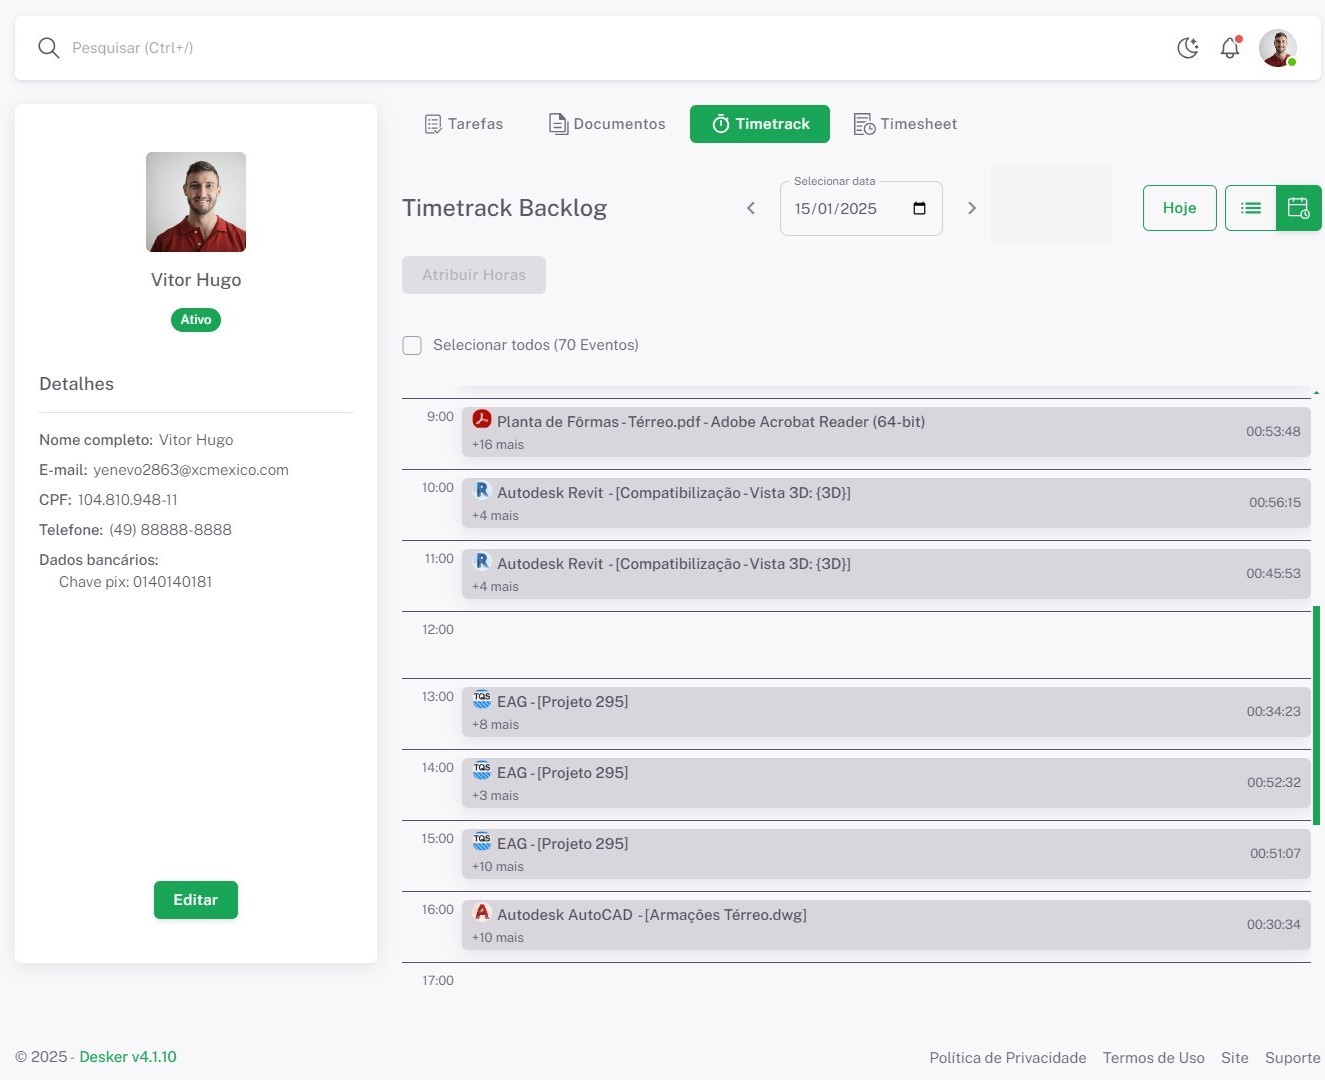 Pesquisar (Ctrl+/)
Vitor Hugo
Ativo
Detalhes
Nome completo: Vitor Hugo
E-mail: yenevo2863@xcmexico.com
CPF: 104.810.948-11
Telefone: (49) 88888-8888
Dados bancários:
Chave pix: 0140140181
Editar
Tarefas
Documentos
Timetrack
Timesheet
Timetrack Backlog
Selecionar data
15/01/2025
Hoje
Atribuir Horas
Selecionar todos (70 Eventos)
9:00
Planta de Fôrmas - Térreo.pdf - Adobe Acrobat Reader (64-bit)
+16 mais
00:53:48
10:00
R
Autodesk Revit - [Compatibilização - Vista 3D: {3D}]
+4 mais
00:56:15
11:00
R
Autodesk Revit - [Compatibilização - Vista 3D: {3D}]
+4 mais
00:45:53
12:00
13:00
TQS
EAG - [Projeto 295]
+8 mais
00:34:23
14:00
TQS
EAG - [Projeto 295]
+3 mais
00:52:32
15:00
TQS
EAG - [Projeto 295]
+10 mais
00:51:07
16:00
A
Autodesk AutoCAD - [Armações Térreo.dwg]
+10 mais
00:30:34
17:00
© 2025 - Desker v4.1.10
Política de Privacidade
Termos de Uso
Site
Suporte